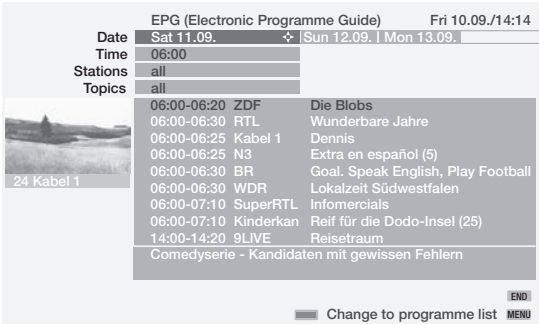 EPG (Electronic Programme Guide) Fri 10.09./14:14
Date Sat 11.09. Sun 12.09. | Mon 13.09.
Time 06:00
Stations all
Topics all
06:00-06:20 ZDF Die Blobs
06:00-06:30 RTL Wunderbare Jahre
06:00-06:25 Kabel 1 Dennis
06:00-06:25 N3 Extra en español (5)
06:00-06:30 BR Goal. Speak English, Play Football
06:00-06:30 WDR Lokalzeit Südwestfalen
06:00-07:10 SuperRTL Infomercials
06:00-07:10 Kinderkan Reif für die Dodo-Insel (25)
14:00-14:20 9LIVE Reisetraum
24 Kabel 1
Comedyserie - Kandidaten mit gewissen Fehlern
END
Change to programme list MENU